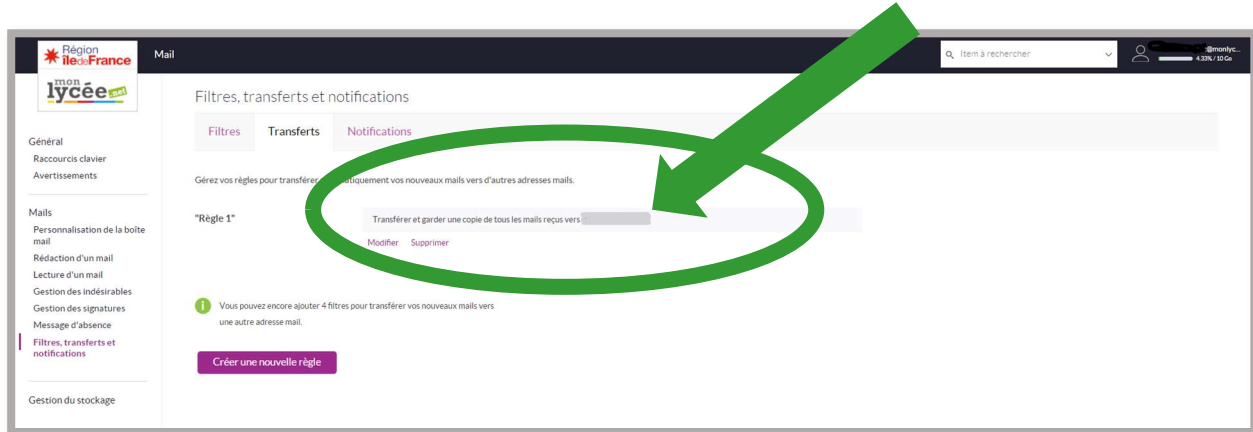 Région
îledeFrance
Mail
Item à rechercher
@monlyc...
4.33% / 10 Go
mon
lycée.net
Filtres, transferts et notifications
Filtres Transferts Notifications
Général
Raccourcis clavier
Avertissements
Gérez vos règles pour transférer vos nouveaux mails vers d'autres adresses mails.
"Règle 1"
Transférer et garder une copie de tous les mails reçus vers
Modifier Supprimer
Mails
Personnalisation de la boîte
mail
Rédaction d'un mail
Lecture d'un mail
Gestion des indésirables
Gestion des signatures
Message d'absence
Filtres, transferts et
notifications
Vous pouvez encore ajouter 4 filtres pour transférer vos nouveaux mails vers
une autre adresse mail.
Créer une nouvelle règle
Gestion du stockage